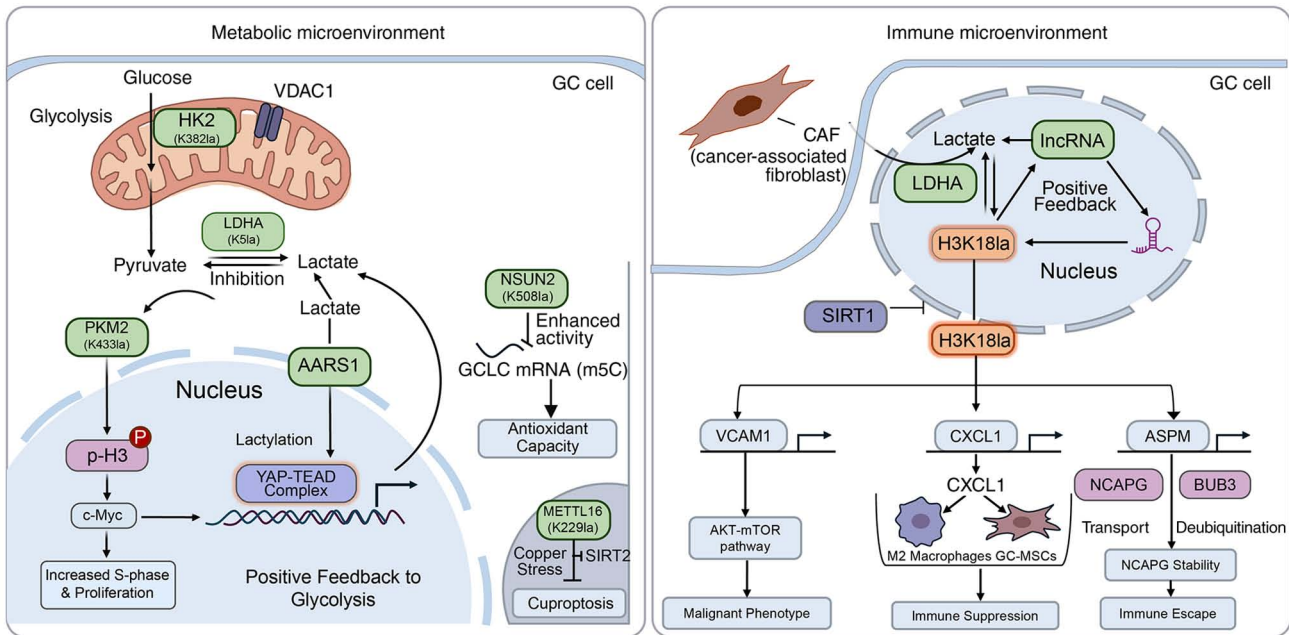 Metabolic microenvironment
GC cell
Glucose
VDAC1
Glycolysis
HK2
(K382la)
LDHA
(K5la)
Pyruvate
Inhibition
Lactate
Lactate
PKM2
(K433la)
AARS1
Nucleus
Lactylation
P
p-H3
YAP-TEAD
Complex
c-Myc
Increased S-phase
& Proliferation
Positive Feedback to
Glycolysis
NSUN2
(K508la)
Enhanced
activity
GCLC mRNA (m5C)
Antioxidant
Capacity
METTL16
(K229la)
Copper
Stress
SIRT2
Cuproptosis
Immune microenvironment
GC cell
CAF
(cancer-associated
fibroblast)
Lactate
lncRNA
LDHA
Positive
Feedback
H3K18la
Nucleus
SIRT1
H3K18la
VCAM1
CXCL1
ASPM
CXCL1
NCAPG
BUB3
AKT-mTOR
pathway
M2 Macrophages GC-MSCs
Transport
Deubiquitination
NCAPG Stability
Malignant Phenotype
Immune Suppression
Immune Escape